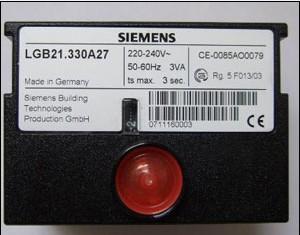 SIEMENS
LGB21.330A27
220-240V~
CE-0085AO0079
50-60Hz 3VA
Made in Germany
ts max. 3 sec.
Rg. 5 F013/03
Siemens Building
Technologies
Production GmbH
0711160003